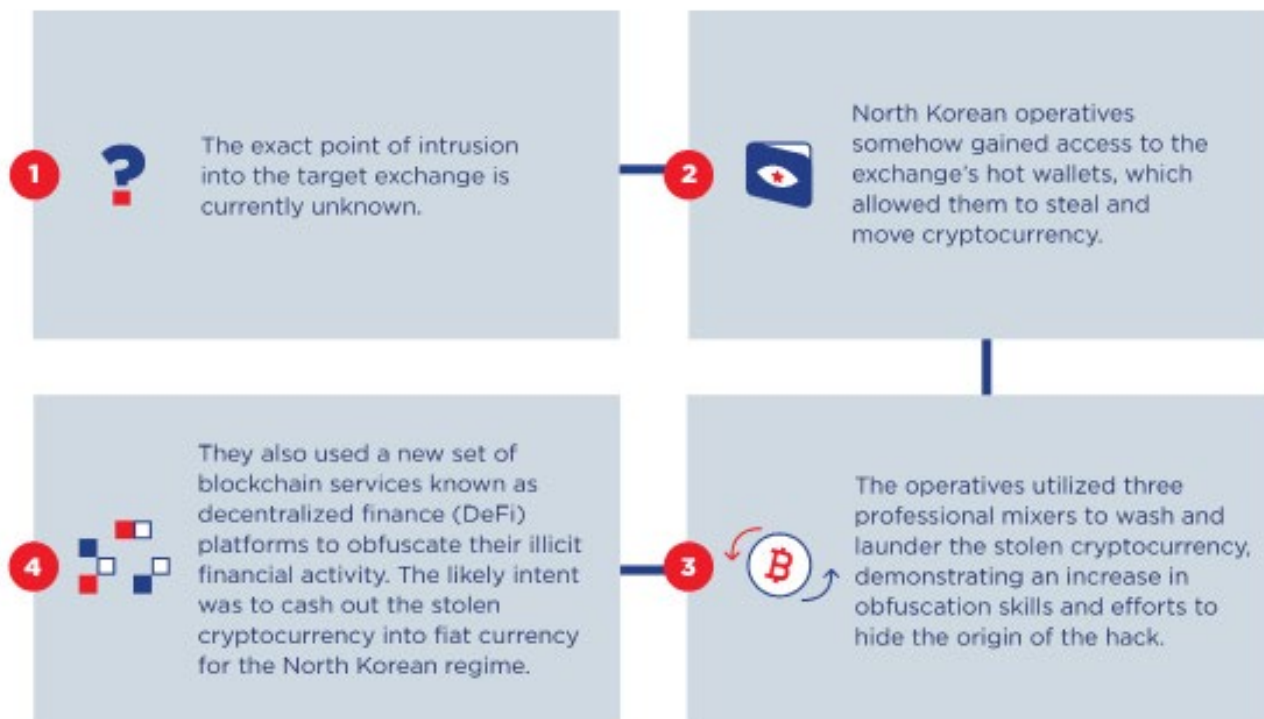 1
The exact point of intrusion
into the target exchange is
currently unknown.
2
North Korean operatives
somehow gained access to the
exchange's hot wallets, which
allowed them to steal and
move cryptocurrency.
3
The operatives utilized three
professional mixers to wash and
launder the stolen cryptocurrency,
demonstrating an increase in
obfuscation skills and efforts to
hide the origin of the hack.
4
They also used a new set of
blockchain services known as
decentralized finance (DeFi)
platforms to obfuscate their illicit
financial activity. The likely intent
was to cash out the stolen
cryptocurrency into fiat currency
for the North Korean regime.